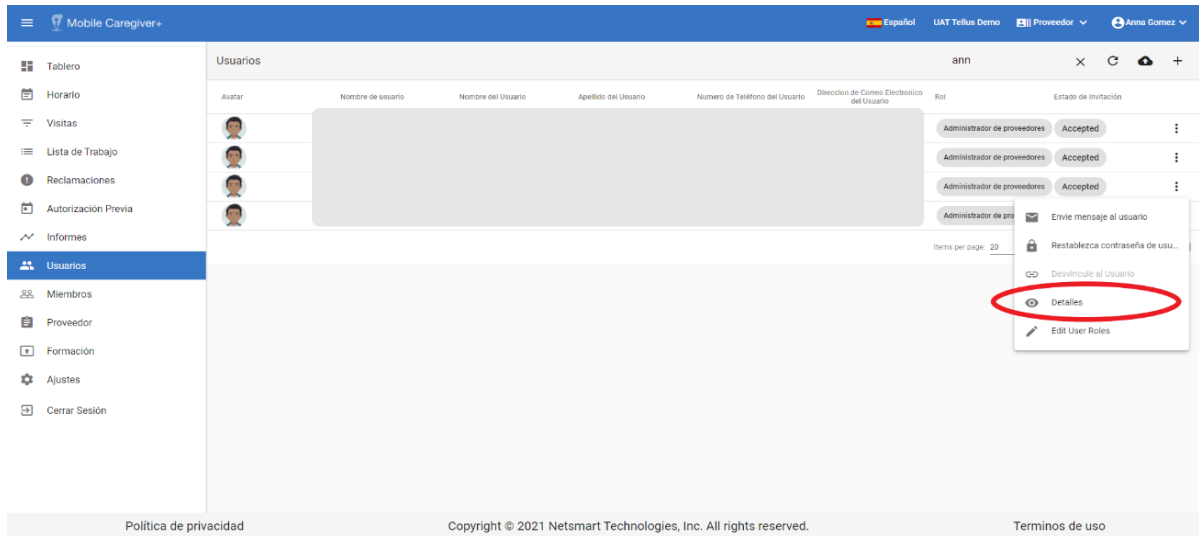 Mobile Caregiver+
Español
UAT Tellus Demo
Proveedor
Anna Gomez
Tablero
Horario
Visitas
Lista de Trabajo
Reclamaciones
Autorización Previa
Informes
Usuarios
Miembros
Proveedor
Formación
Ajustes
Cerrar Sesión
Usuarios
ann
Avatar
Nombre de usuario
Nombre del Usuario
Apellido del Usuario
Numero de Teléfono del Usuario
Direccion de Correo Electronico
del Usuario
Rol
Estado de Invitación
Administrador de proveedores Accepted
Administrador de proveedores Accepted
Administrador de proveedores Accepted
Administrador de pro
Items per page: 20
Envie mensaje al usuario
Restablezca contraseña de usu...
Desvincule al Usuario
Detalles
Edit User Roles
Política de privacidad
Copyright © 2021 Netsmart Technologies, Inc. All rights reserved.
Terminos de uso